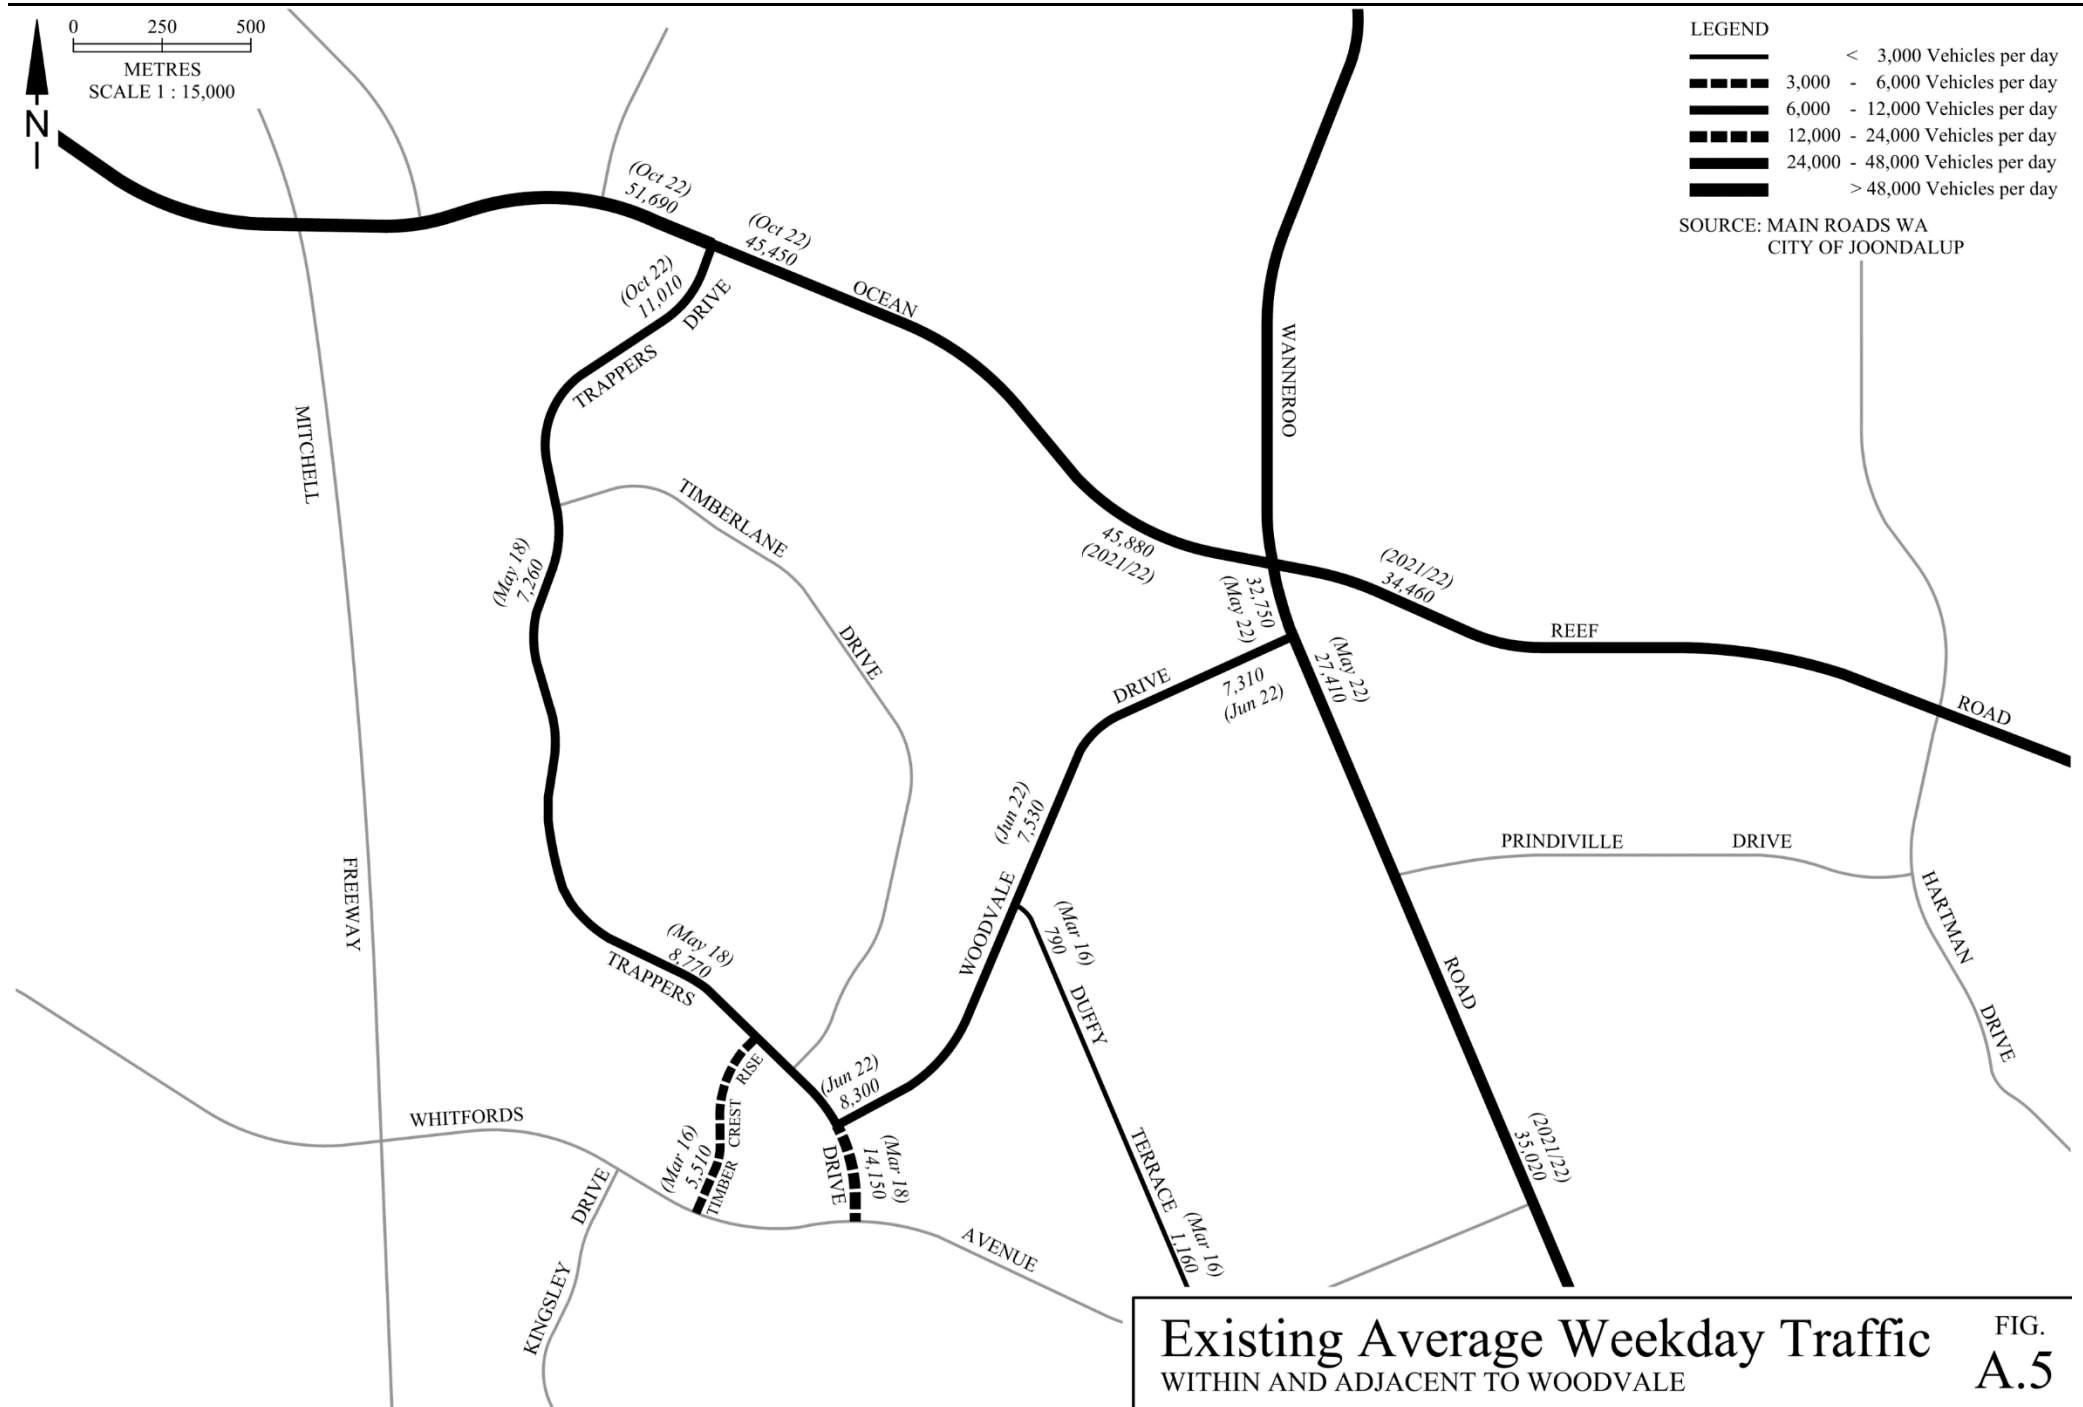 0 250 500
METRES
SCALE 1 : 15,000
N
LEGEND
< 3,000 Vehicles per day
3,000 - 6,000 Vehicles per day
6,000 - 12,000 Vehicles per day
12,000 - 24,000 Vehicles per day
24,000 - 48,000 Vehicles per day
> 48,000 Vehicles per day
SOURCE: MAIN ROADS WA
CITY OF JOONDALUP
(Oct 22)
51,690
(Oct 22)
45,450
(Oct 22)
11,010
DRIVE
TRAPPERS
OCEAN
WANNEROO
MITCHELL
TIMBERLANE
DRIVE
(May 18)
7,260
45,880
(2021/22)
(2021/22)
34,460
32,750
(May 22)
REEF
ROAD
(May 22)
27,410
DRIVE
7,310
(Jun 22)
(Jun 22)
7,530
WOODVALE
PRINDIVILLE DRIVE
HARTMAN
DRIVE
FREEWAY
(May 18)
8,770
TRAPPERS
(Mar 16)
790
DUFFY
TERRACE
(Mar 16)
1,160
ROAD
(2021/22)
35,020
(Jun 22)
8,300
RISE
CREST
TIMBER
(Mar 16)
5,510
DRIVE
(Mar 18)
14,150
WHITFORDS
AVENUE
DRIVE
KINGSLEY
Existing Average Weekday Traffic
WITHIN AND ADJACENT TO WOODVALE
FIG.
A.5